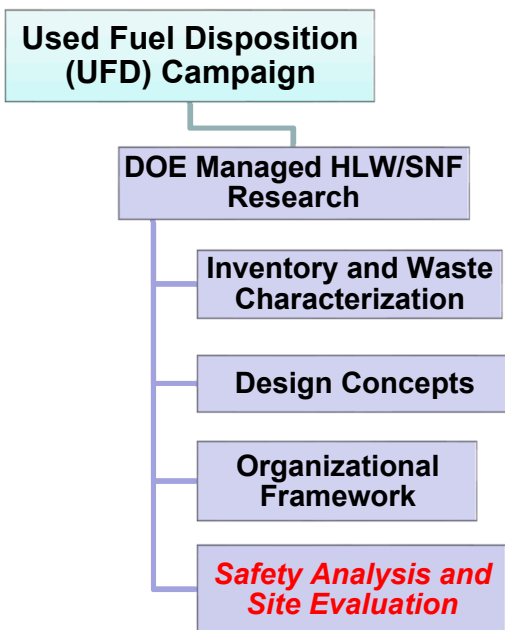 Used Fuel Disposition
(UFD) Campaign
DOE Managed HLW/SNF
Research
Inventory and Waste
Characterization
Design Concepts
Organizational
Framework
Safety Analysis and
Site Evaluation